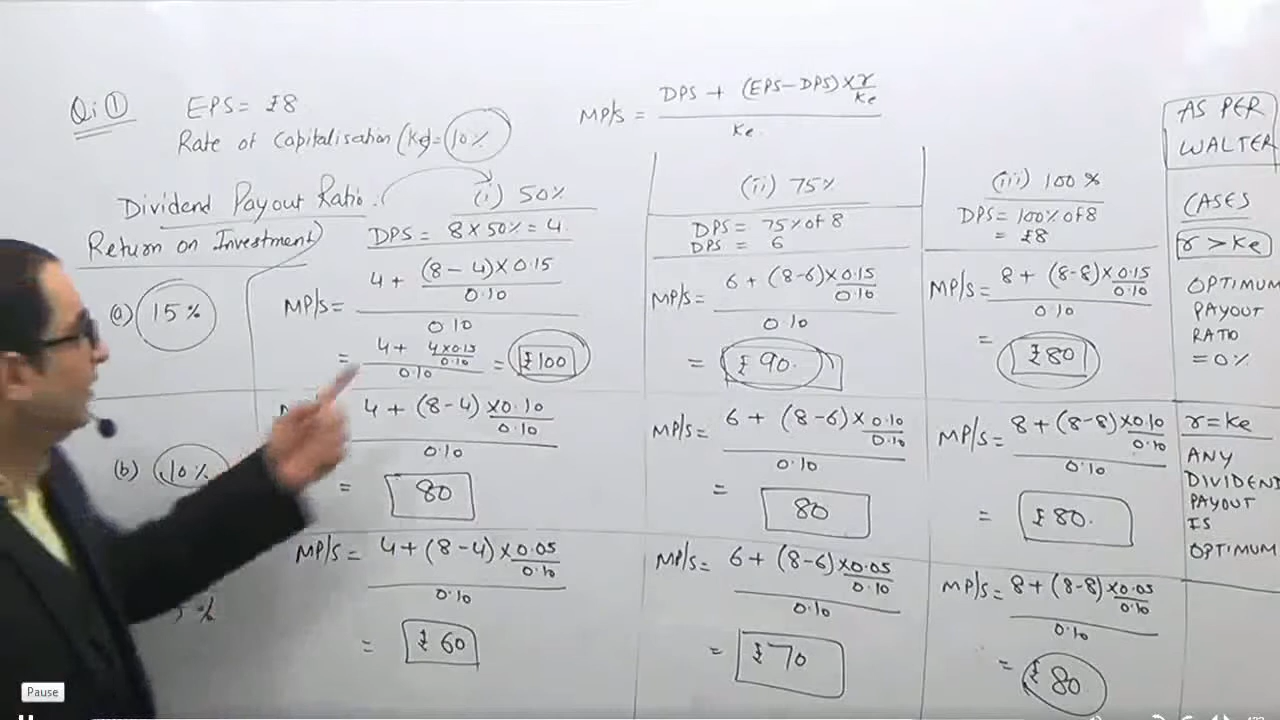 Q:①
EPS = ₹8
Rate of Capitalisation (Ke) = 10%
MP/s = DPS + (EPS-DPS) × r/Ke
Ke
Dividend Payout Ratio.
Return on Investment)
(i) 50%
DPS = 8 × 50% = 4.
(ii) 75%
DPS = 75% of 8
DPS = 6
(iii) 100%
DPS = 100% of 8
= ₹8
(a) 15%
MP/s = 4 + (8-4) × 0.15
0.10
0.10
= 4 + 4×0.15
0.10
0.10
= ₹100
MP/s = 6 + (8-6) × 0.15
0.10
0.10
= ₹90.
MP/s = 8 + (8-8) × 0.15
0.10
0.10
= ₹80
(b) 10%
4 + (8-4) × 0.10
0.10
0.10
= 80
MP/s = 6 + (8-6) × 0.10
0.10
0.10
= 80
MP/s = 8 + (8-8) × 0.10
0.10
0.10
= ₹80.
%
MP/s = 4 + (8-4) × 0.05
0.10
0.10
= ₹60
MP/s = 6 + (8-6) × 0.05
0.10
0.10
= ₹70
MP/s = 8 + (8-8) × 0.05
0.10
0.10
= ₹80
AS PER
WALTER
CASES
r > Ke
OPTIMUM
PAYOUT
RATIO
= 0%
r = Ke
ANY
DIVIDEND
PAYOUT
IS
OPTIMUM
Pause